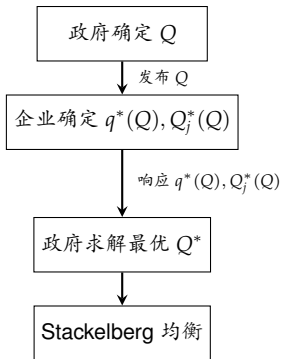 政府确定 Q
发布 Q
企业确定 q*(Q), Q_j*(Q)
响应 q*(Q), Q_j*(Q)
政府求解最优 Q*
Stackelberg 均衡